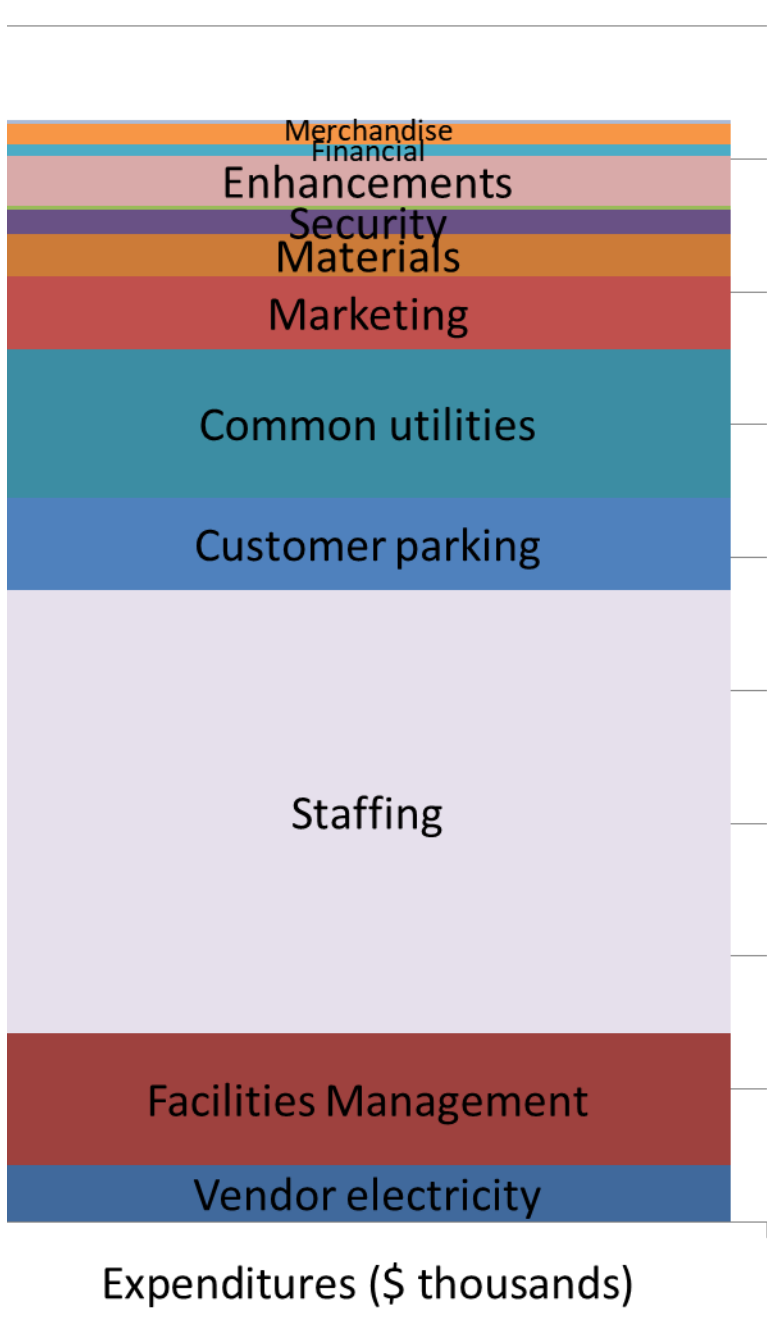 Merchandise
Financial
Enhancements
Security
Materials
Marketing
Common utilities
Customer parking
Staffing
Facilities Management
Vendor electricity
Expenditures ($ thousands)